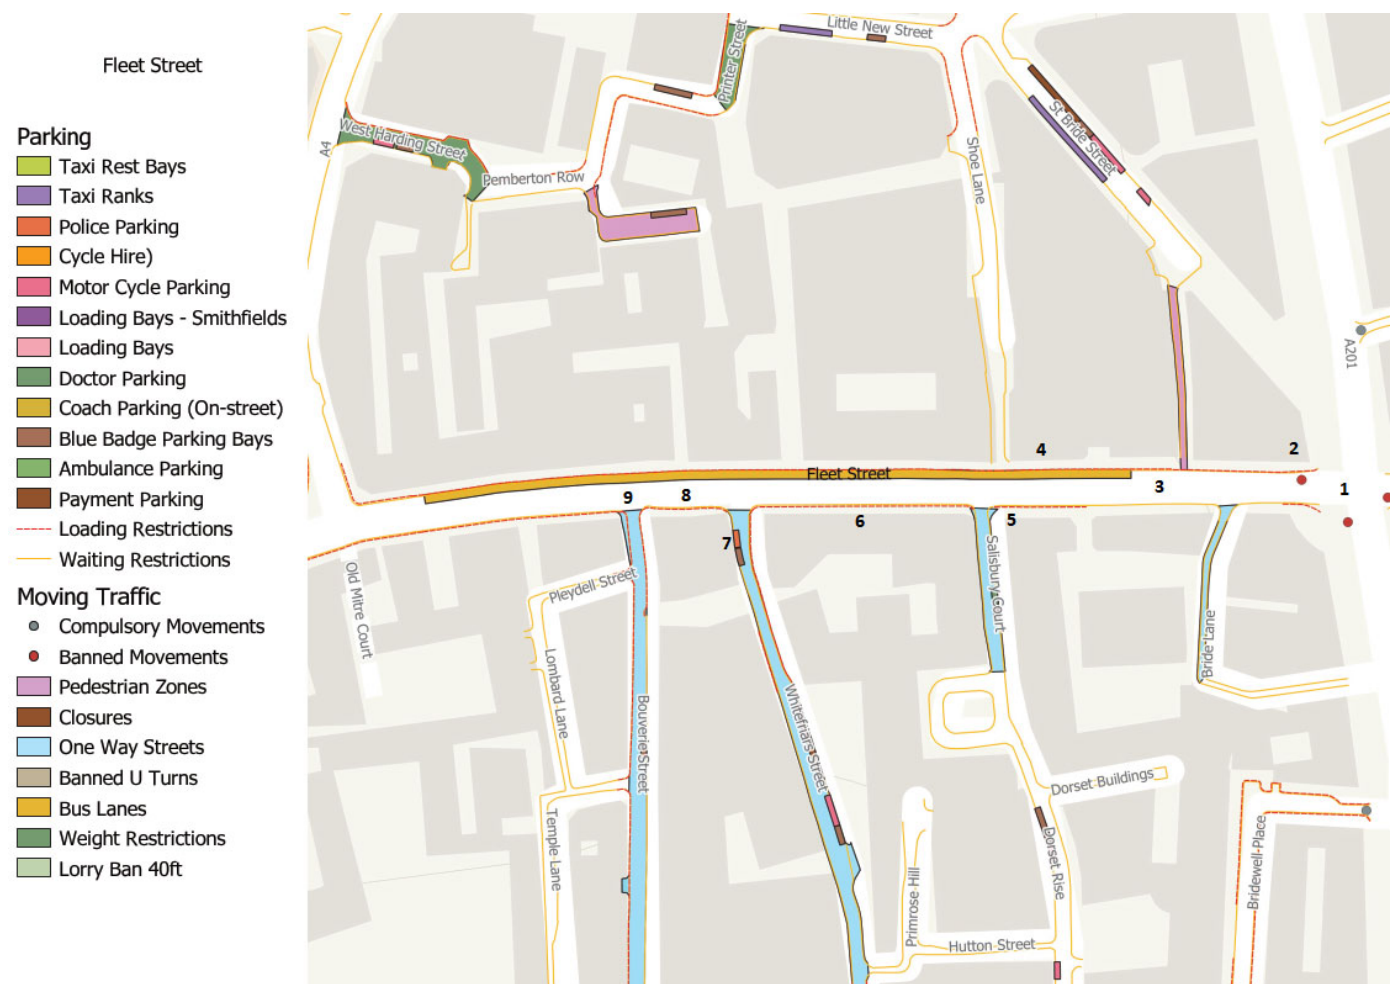 Fleet Street
Parking
Taxi Rest Bays
Taxi Ranks
Police Parking
Cycle Hire)
Motor Cycle Parking
Loading Bays - Smithfields
Loading Bays
Doctor Parking
Coach Parking (On-street)
Blue Badge Parking Bays
Ambulance Parking
Payment Parking
Loading Restrictions
Waiting Restrictions
Moving Traffic
Compulsory Movements
Banned Movements
Pedestrian Zones
Closures
One Way Streets
Banned U Turns
Bus Lanes
Weight Restrictions
Lorry Ban 40ft
Little New Street
Printer Street
West Harding Street
A4
Pemberton Row
Shoe Lane
St Bride Street
A201
Fleet Street
4
2
3
1
9
8
6
5
7
Old Mitre Court
Pleydell Street
Lombard Lane
Bouverie Street
Whitefriars Street
Salisbury Court
Bride Lane
Dorset Buildings
Temple Lane
Primrose Hill
Dorset Rise
Bridewell Place
Hutton Street